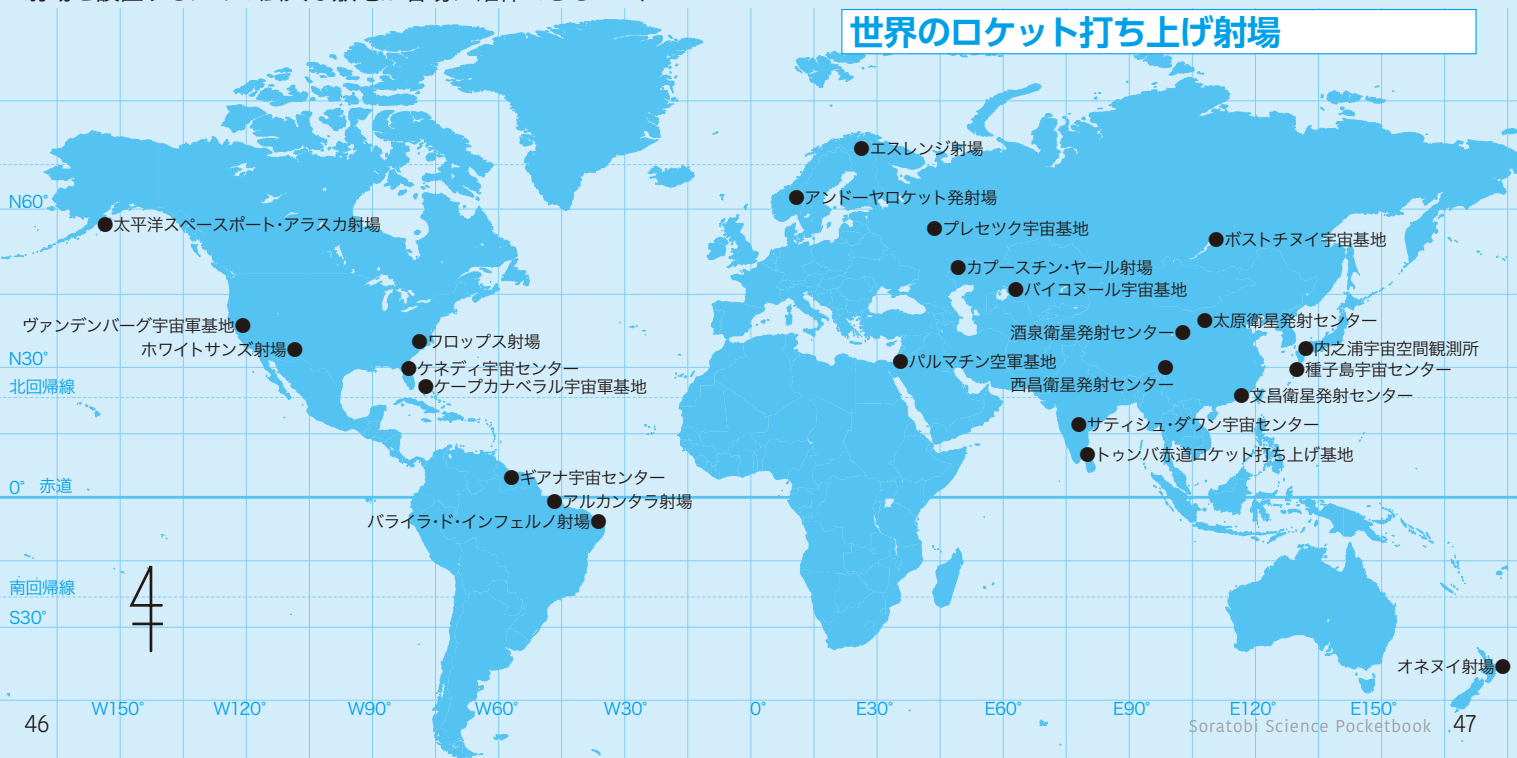 世界のロケット打ち上げ射場
エスレンジ射場
N60°
アンドーヤロケット発射場
太平洋スペースポート・アラスカ射場
プレセツク宇宙基地
ボストチヌイ宇宙基地
カプースチン・ヤール射場
バイコヌール宇宙基地
ヴァンデンバーグ宇宙軍基地
太原衛星発射センター
酒泉衛星発射センター
ワロップス射場
ホワイトサンズ射場
内之浦宇宙空間観測所
N30°
パルマチン空軍基地
ケネディ宇宙センター
種子島宇宙センター
北回帰線
ケープカナベラル宇宙軍基地
西昌衛星発射センター
文昌衛星発射センター
サティシュ・ダワン宇宙センター
トゥンバ赤道ロケット打ち上げ基地
ギアナ宇宙センター
0° 赤道
アルカンタラ射場
バライラ・ド・インフェルノ射場
南回帰線
S30°
オネヌイ射場
W150° W120° W90° W60° W30° 0° E30° E60° E90° E120° E150°
46
Soratobi Science Pocketbook 47